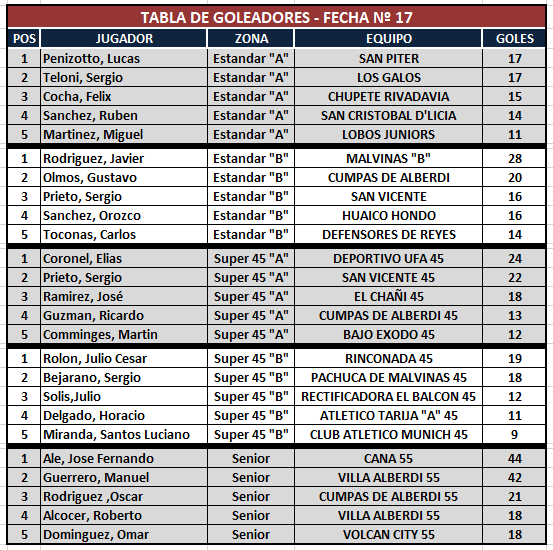 TABLA DE GOLEADORES - FECHA Nº 17
POS JUGADOR ZONA EQUIPO GOLES
1 Penizotto, Lucas Estandar "A" SAN PITER 17
2 Teloni, Sergio Estandar "A" LOS GALOS 17
3 Cocha, Felix Estandar "A" CHUPETE RIVADAVIA 15
4 Sanchez, Ruben Estandar "A" SAN CRISTOBAL D'LICIA 14
5 Martinez, Miguel Estandar "A" LOBOS JUNIORS 11
1 Rodriguez, Javier Estandar "B" MALVINAS "B" 28
2 Olmos, Gustavo Estandar "B" CUMPAS DE ALBERDI 20
3 Prieto, Sergio Estandar "B" SAN VICENTE 16
4 Sanchez, Orozco Estandar "B" HUAICO HONDO 16
5 Toconas, Carlos Estandar "B" DEFENSORES DE REYES 14
1 Coronel, Elias Super 45 "A" DEPORTIVO UFA 45 24
2 Prieto, Sergio Super 45 "A" SAN VICENTE 45 22
3 Ramirez, José Super 45 "A" EL CHAÑI 45 18
4 Guzman, Ricardo Super 45 "A" CUMPAS DE ALBERDI 45 13
5 Comminges, Martin Super 45 "A" BAJO EXODO 45 12
1 Rolon, Julio Cesar Super 45 "B" RINCONADA 45 19
2 Bejarano, Sergio Super 45 "B" PACHUCA DE MALVINAS 45 18
3 Solis,Julio Super 45 "B" RECTIFICADORA EL BALCON 45 12
4 Delgado, Horacio Super 45 "B" ATLETICO TARIJA "A" 45 11
5 Miranda, Santos Luciano Super 45 "B" CLUB ATLETICO MUNICH 45 9
1 Ale, Jose Fernando Senior CANA 55 44
2 Guerrero, Manuel Senior VILLA ALBERDI 55 42
3 Rodriguez ,Oscar Senior CUMPAS DE ALBERDI 55 21
4 Alcocer, Roberto Senior VILLA ALBERDI 55 18
5 Dominguez, Omar Senior VOLCAN CITY 55 18